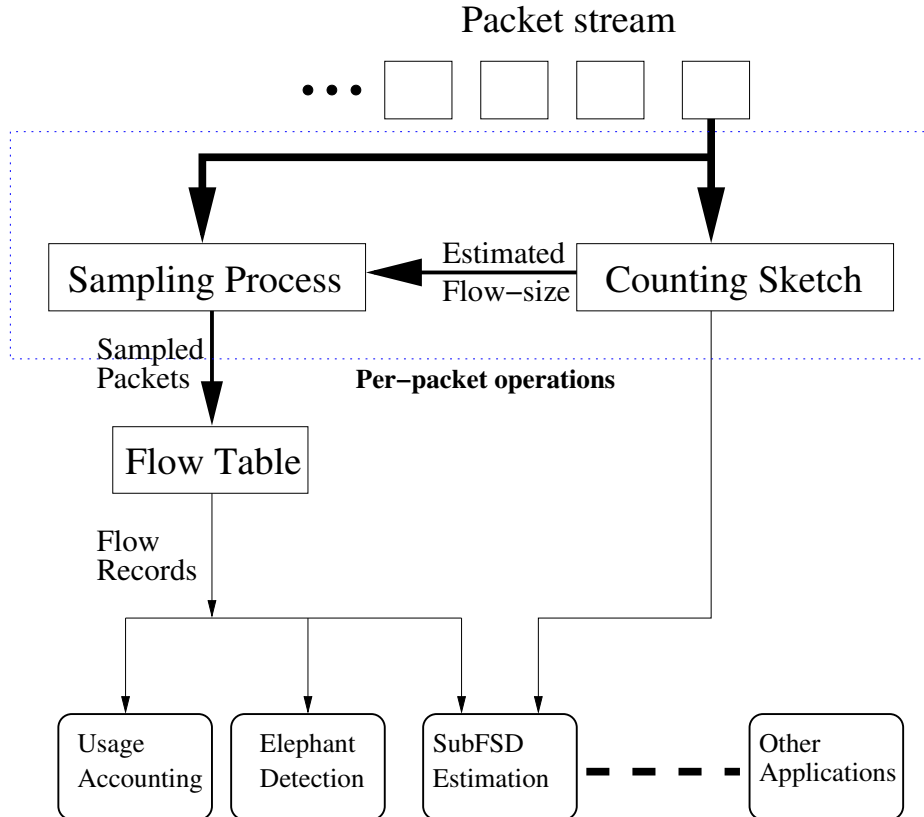 Packet stream
Estimated
Flow−size
Sampling Process
Counting Sketch
Sampled
Packets
Per−packet operations
Flow Table
Flow
Records
Usage
Accounting
Elephant
Detection
SubFSD
Estimation
Other
Applications